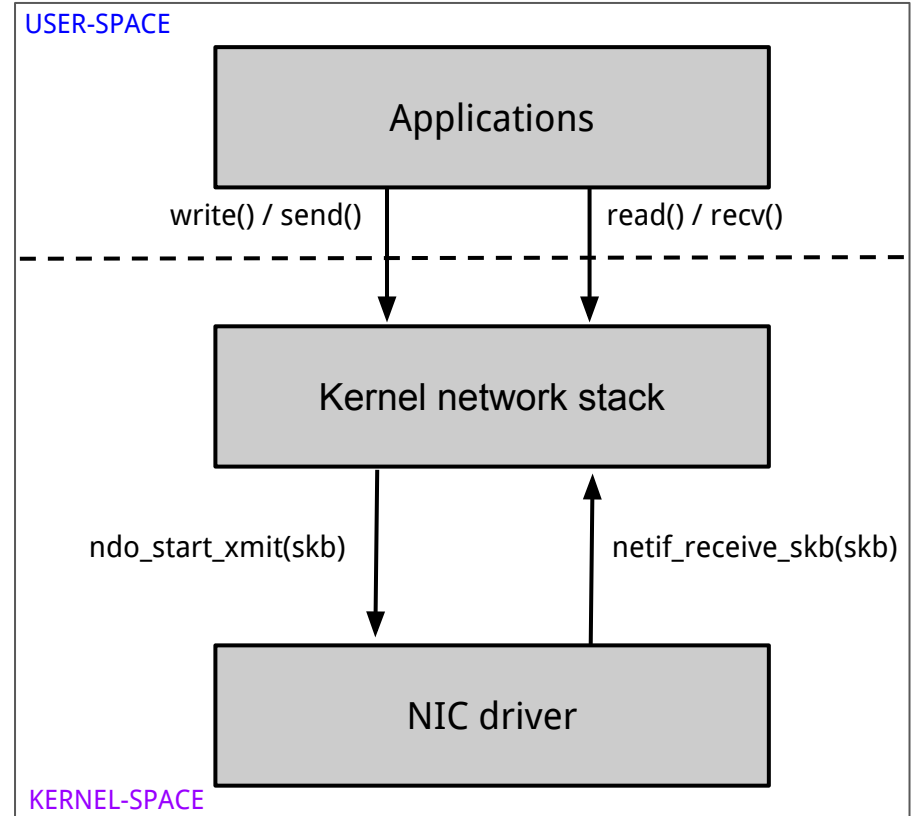 USER-SPACE
Applications
write() / send()
read() / recv()
Kernel network stack
ndo_start_xmit(skb)
netif_receive_skb(skb)
NIC driver
KERNEL-SPACE